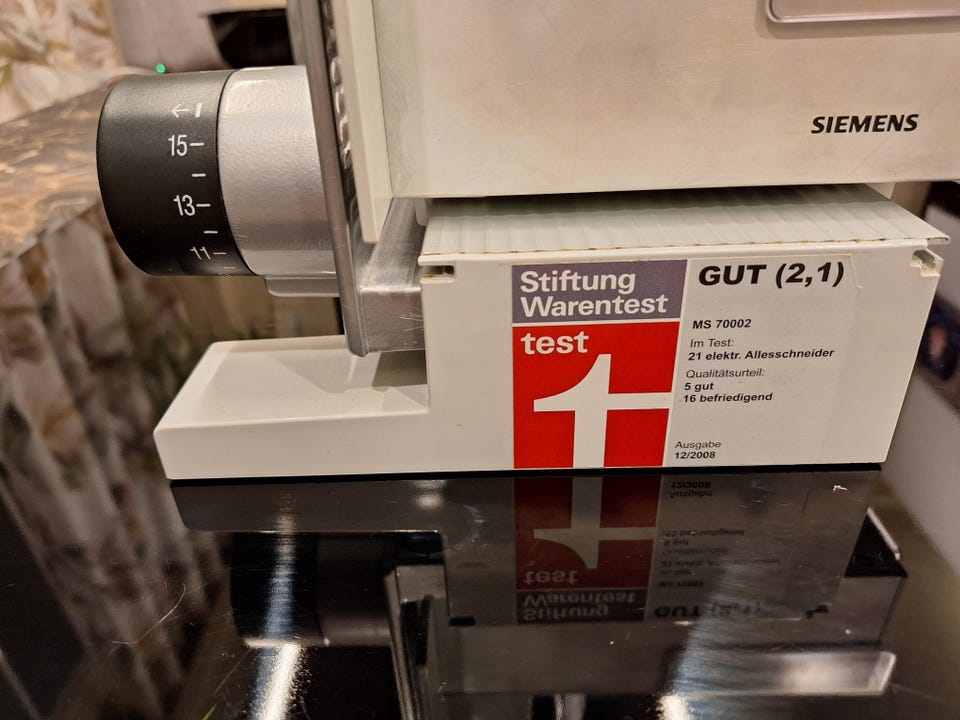 15
13
11
SIEMENS
Stiftung
Warentest
test
GUT (2,1)
MS 70002
Im Test:
21 elektr. Allesschneider
Qualitätsurteil:
5 gut
16 befriedigend
Ausgabe
12/2008